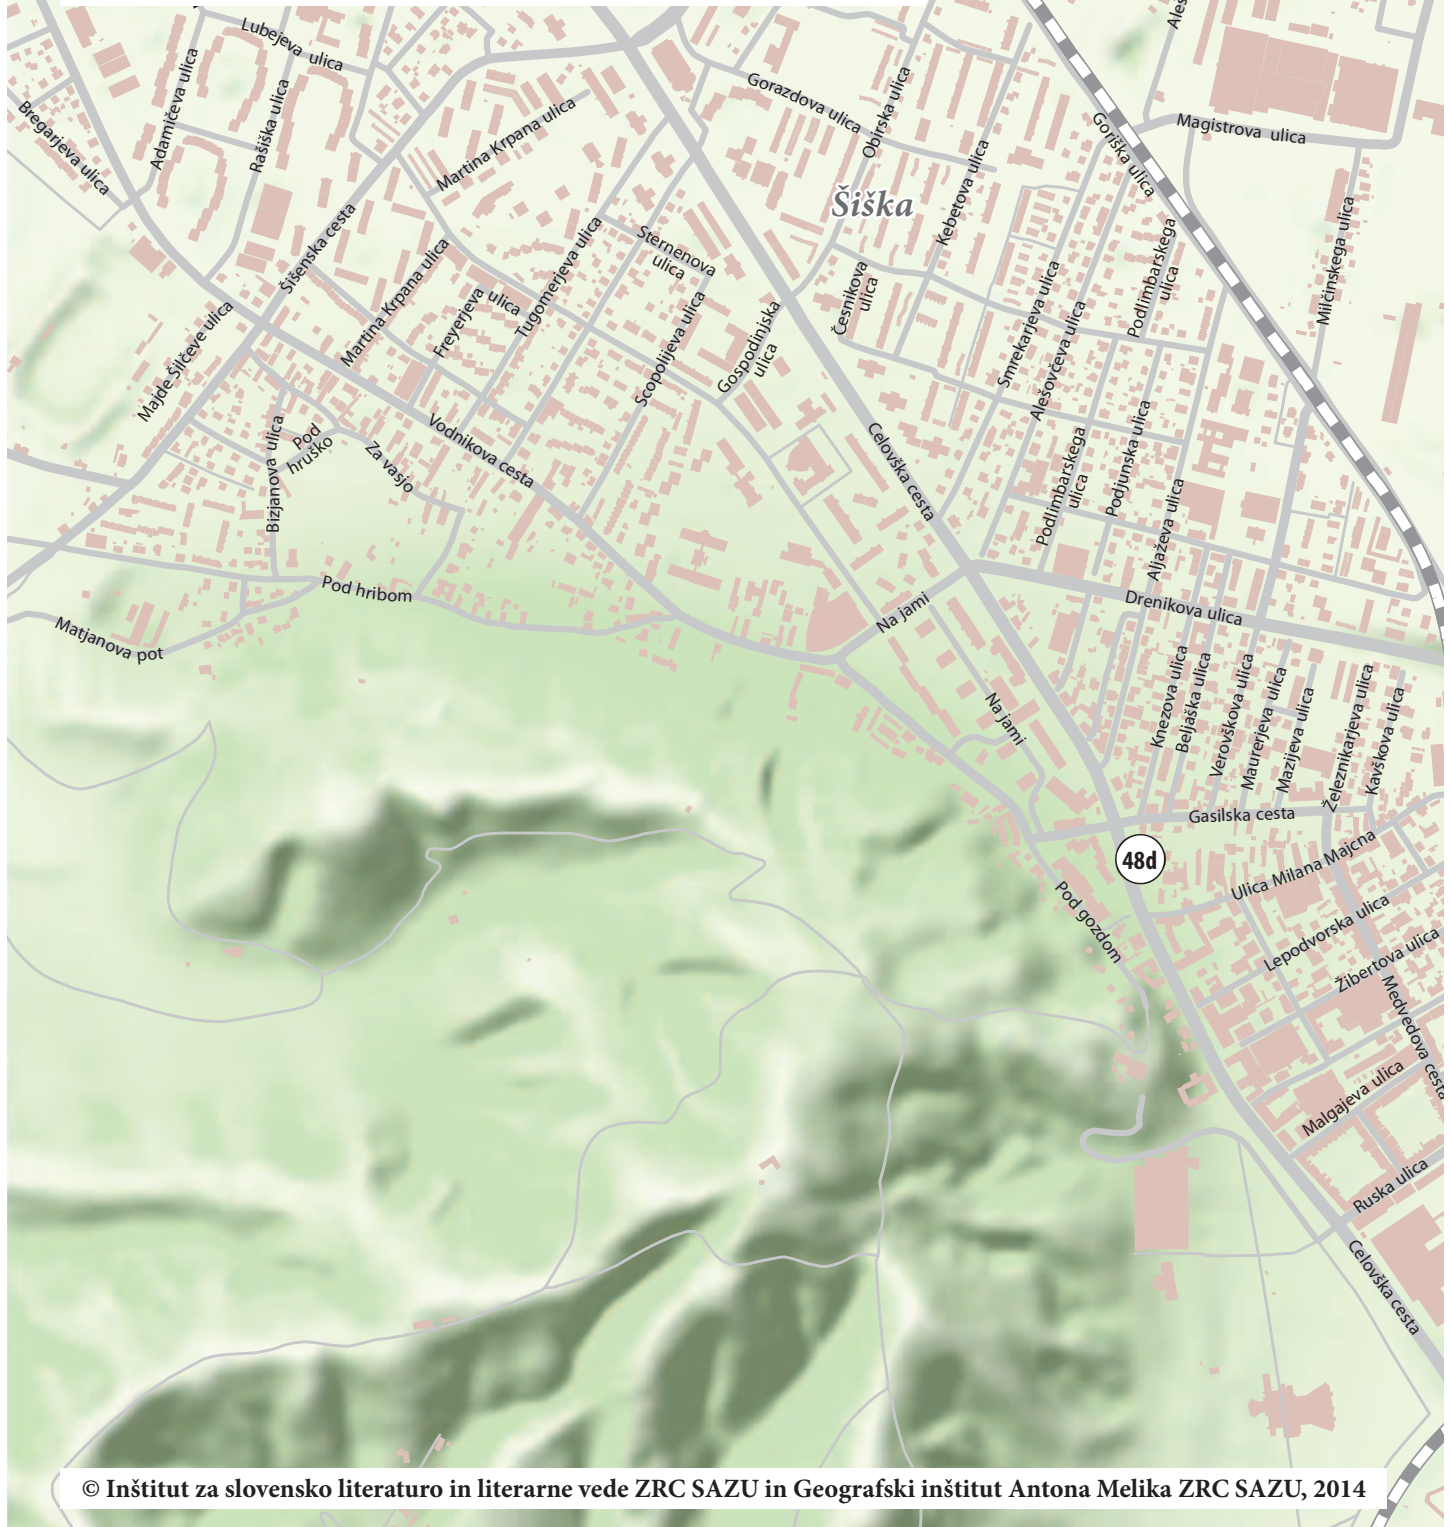 Lubejeva ulica
Ales
Adamičeva ulica
Rašiška ulica
Bregarjeva ulica
Martina Krpana ulica
Gorazdova ulica
Obirska ulica
Goriška ulica
Magistrova ulica
Šiška
Kebetova ulica
Šišenska cesta
Martina Krpana ulica
Tugomerjeva ulica
Sternenova
ulica
Česnikova
ulica
Podlimbarskega
ulica
Milčinskega ulica
Majde Šilčeve ulica
Freyerjeva ulica
Scopolijeva ulica
Gospodinjska
ulica
Smrekarjeva ulica
Alešovčeva ulica
Bizjanova ulica
Pod
hruško
Za vasjo
Vodnikova cesta
Celovška cesta
Podlimbarskega
ulica
Podjunska ulica
Aljaževa ulica
Pod hribom
Matjanova pot
Na jami
Drenikova ulica
Na jami
Knezova ulica
Beljaška ulica
Verovškova ulica
Maurerjeva ulica
Mazijeva ulica
Železnikarjeva ulica
Kavškova ulica
Gasilska cesta
48d
Ulica Milana Majcna
Pod gozdom
Lepodvorska ulica
Žibertova ulica
Medvedova cesta
Malgajeva ulica
Ruska ulica
Celovška cesta
© Inštitut za slovensko literaturo in literarne vede ZRC SAZU in Geografski inštitut Antona Melika ZRC SAZU, 2014